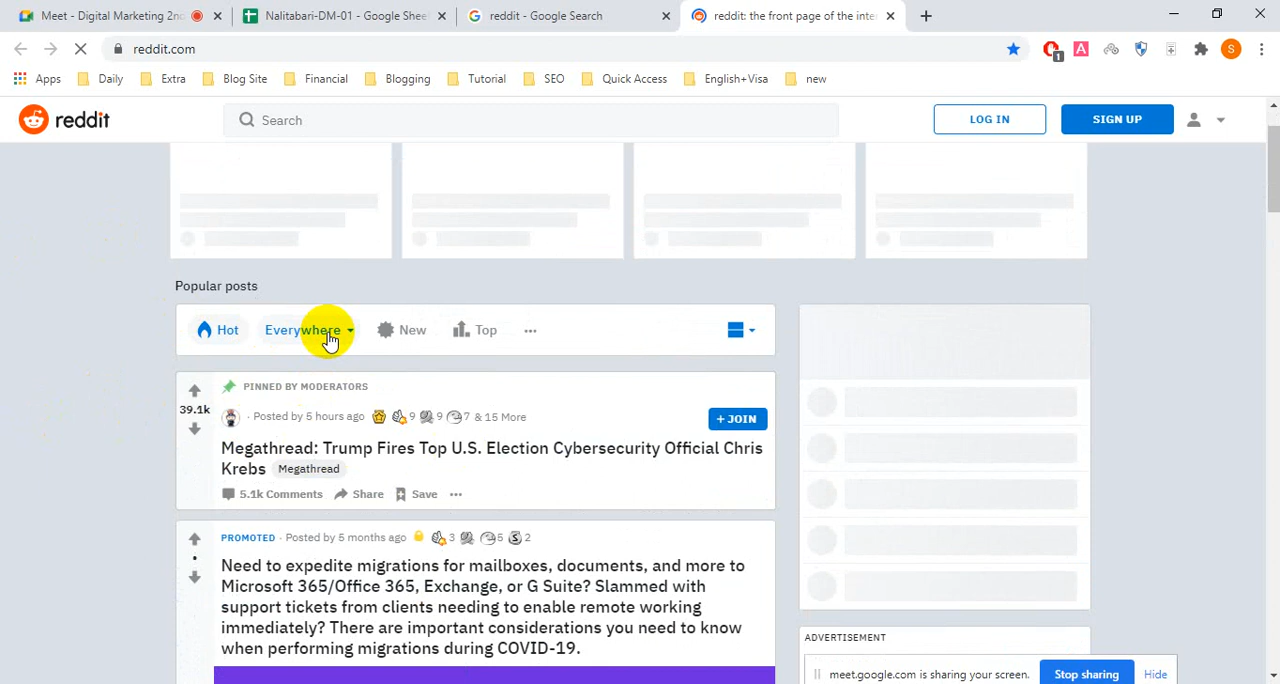 Meet - Digital Marketing 2nd
Nalitabari-DM-01 - Google Shee
reddit - Google Search
reddit: the front page of the inte
reddit.com
1
A
S
Apps
Daily
Extra
Blog Site
Financial
Blogging
Tutorial
SEO
Quick Access
English+Visa
new
reddit
Search
LOG IN
SIGN UP
Popular posts
Hot
Everywhere
New
Top
PINNED BY MODERATORS
39.1k
· Posted by 5 hours ago
9
9
7
& 15 More
+ JOIN
Megathread: Trump Fires Top U.S. Election Cybersecurity Official Chris
Krebs
Megathread
5.1k Comments
Share
Save
PROMOTED · Posted by 5 months ago
3
5
S 2
Need to expedite migrations for mailboxes, documents, and more to
Microsoft 365/Office 365, Exchange, or G Suite? Slammed with
support tickets from clients needing to enable remote working
immediately? There are important considerations you need to know
when performing migrations during COVID-19.
ADVERTISEMENT
meet.google.com is sharing your screen.
Stop sharing
Hide